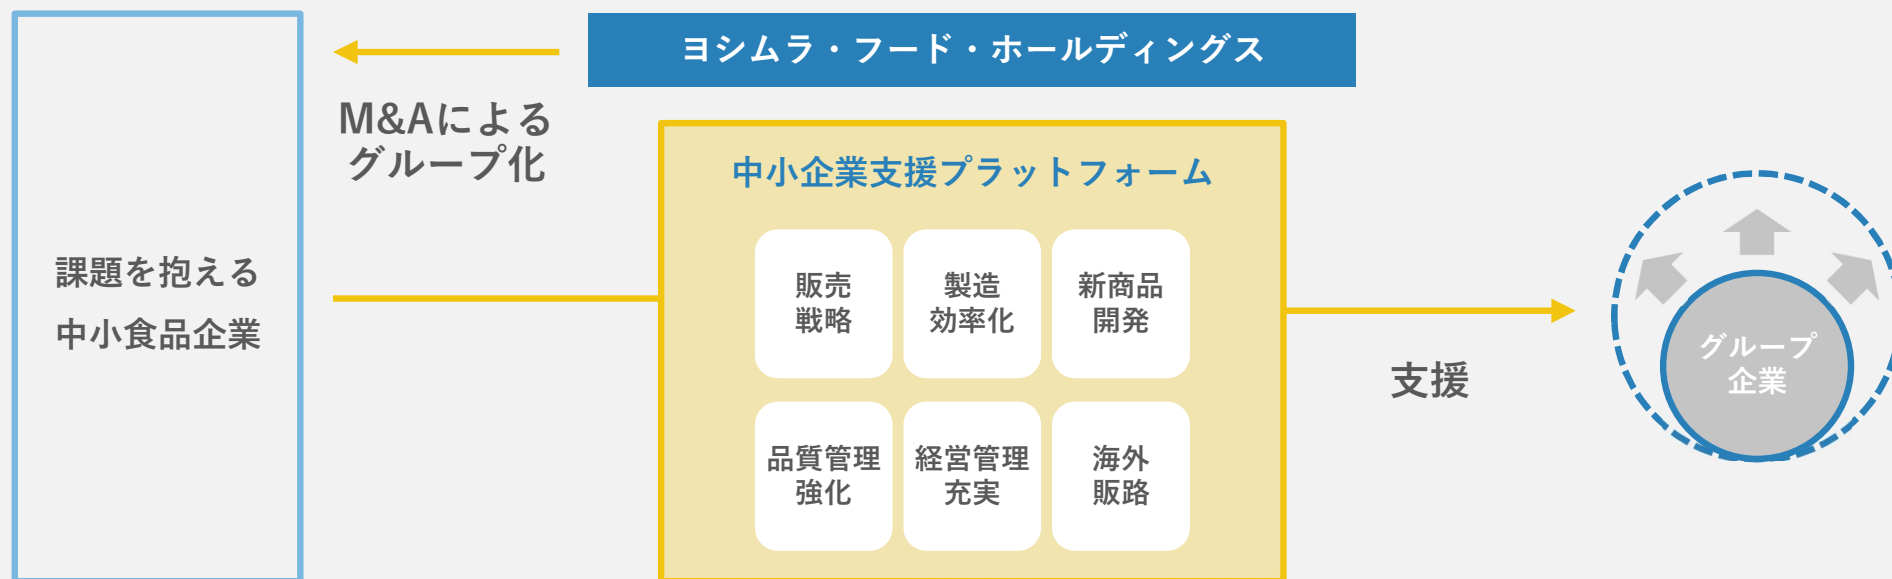 ヨシムラ・フード・ホールディングス
M&Aによる
グループ化
課題を抱える
中小食品企業
中小企業支援プラットフォーム
販売
戦略
製造
効率化
新商品
開発
品質管理
強化
経営管理
充実
海外
販路
支援
グループ
企業